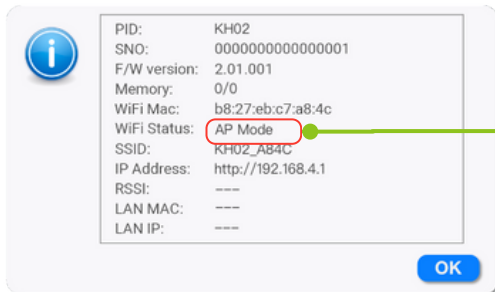 PID: KH02
SNO: 0000000000000001
F/W version: 2.01.001
Memory: 0/0
WiFi Mac: b8:27:eb:c7:a8:4c
WiFi Status: AP Mode
SSID: KH02_A84C
IP Address: http://192.168.4.1
RSSI: ---
LAN MAC: ---
LAN IP: ---
OK